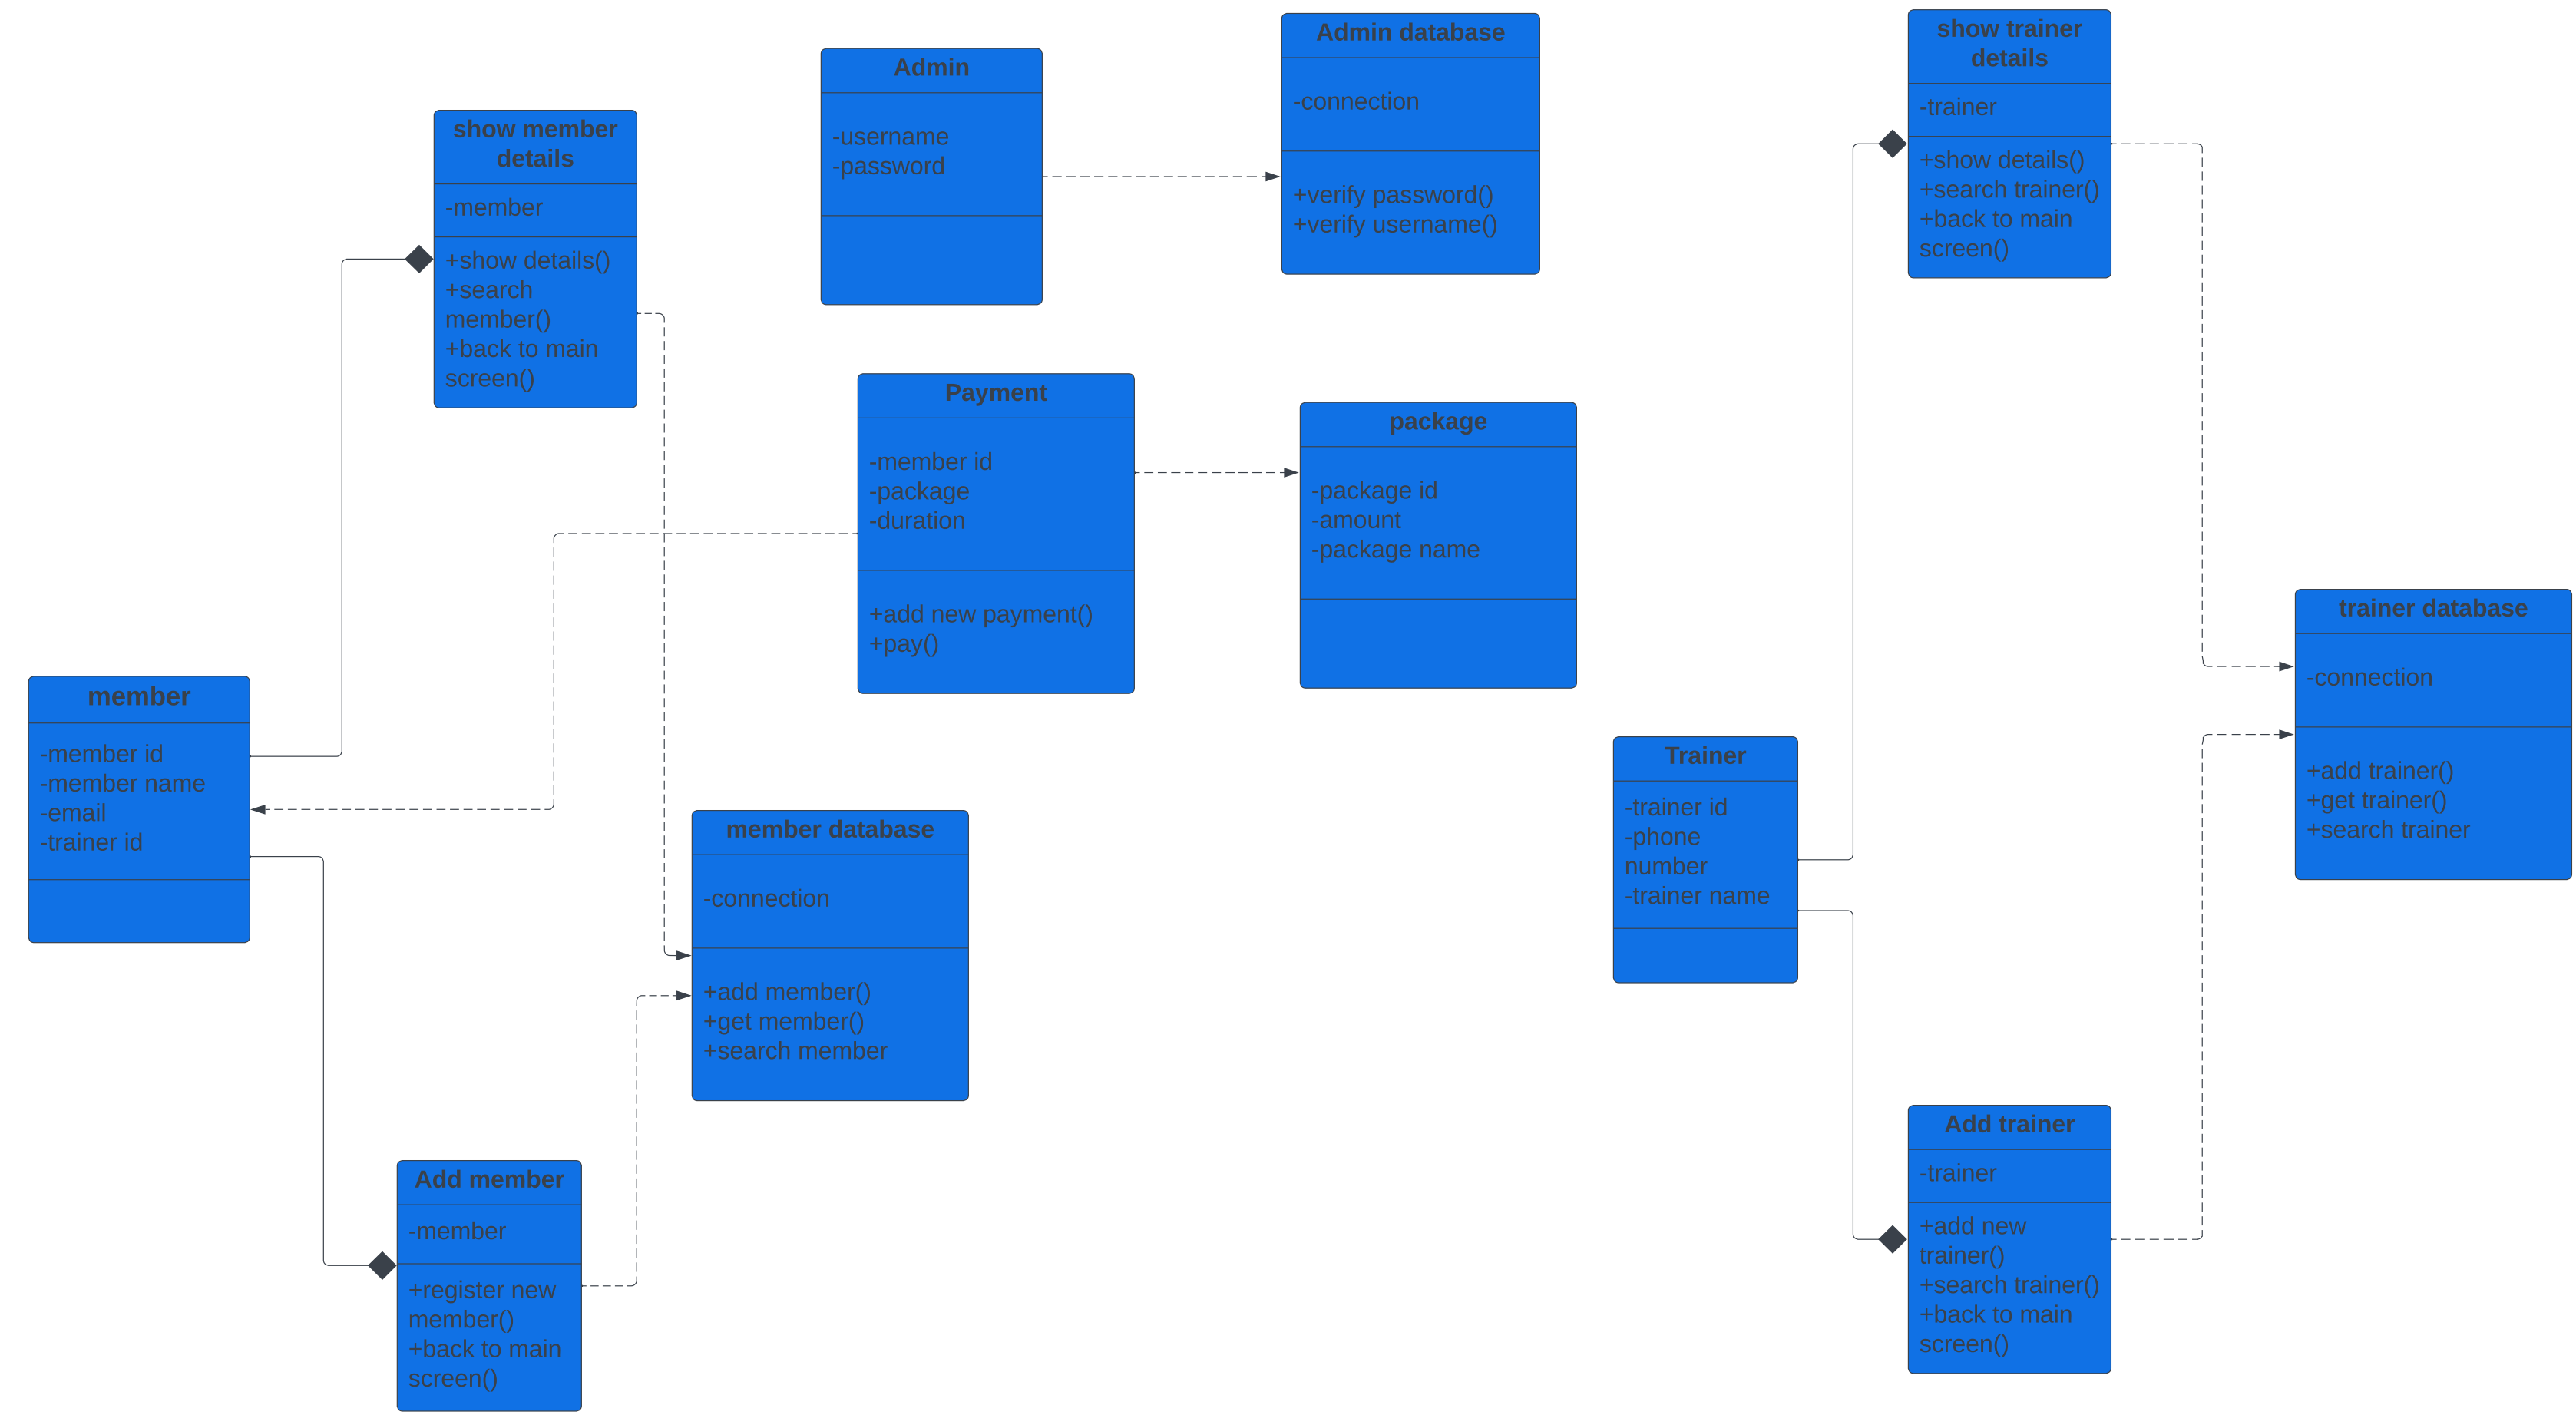 show member
details
-member
+show details()
+search
member()
+back to main
screen()
Admin
-username
-password
Admin database
-connection
+verify password()
+verify username()
show trainer
details
-trainer
+show details()
+search trainer()
+back to main
screen()
Payment
-member id
-package
-duration
+add new payment()
+pay()
package
-package id
-amount
-package name
member
-member id
-member name
-email
-trainer id
member database
-connection
+add member()
+get member()
+search member
Trainer
-trainer id
-phone
number
-trainer name
trainer database
-connection
+add trainer()
+get trainer()
+search trainer
Add member
-member
+register new
member()
+back to main
screen()
Add trainer
-trainer
+add new
trainer()
+search trainer()
+back to main
screen()